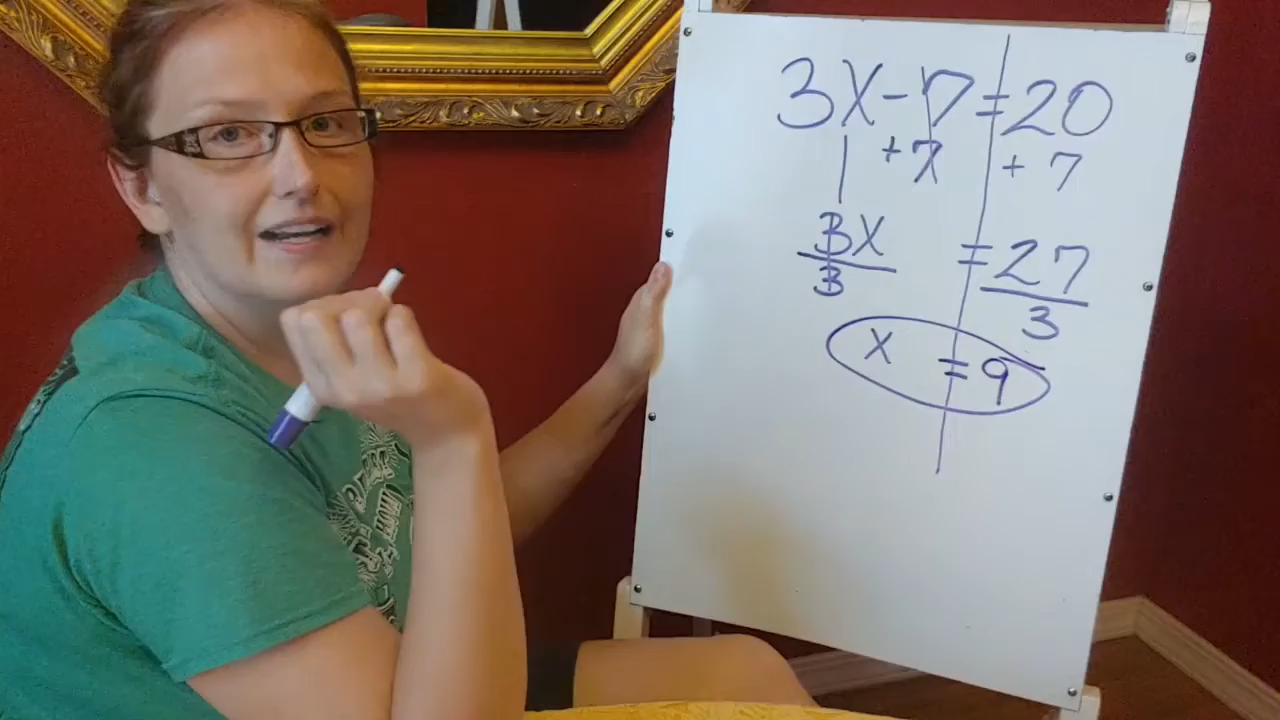 3x-7=20
+7 +7
3x =27
3 3
x =9